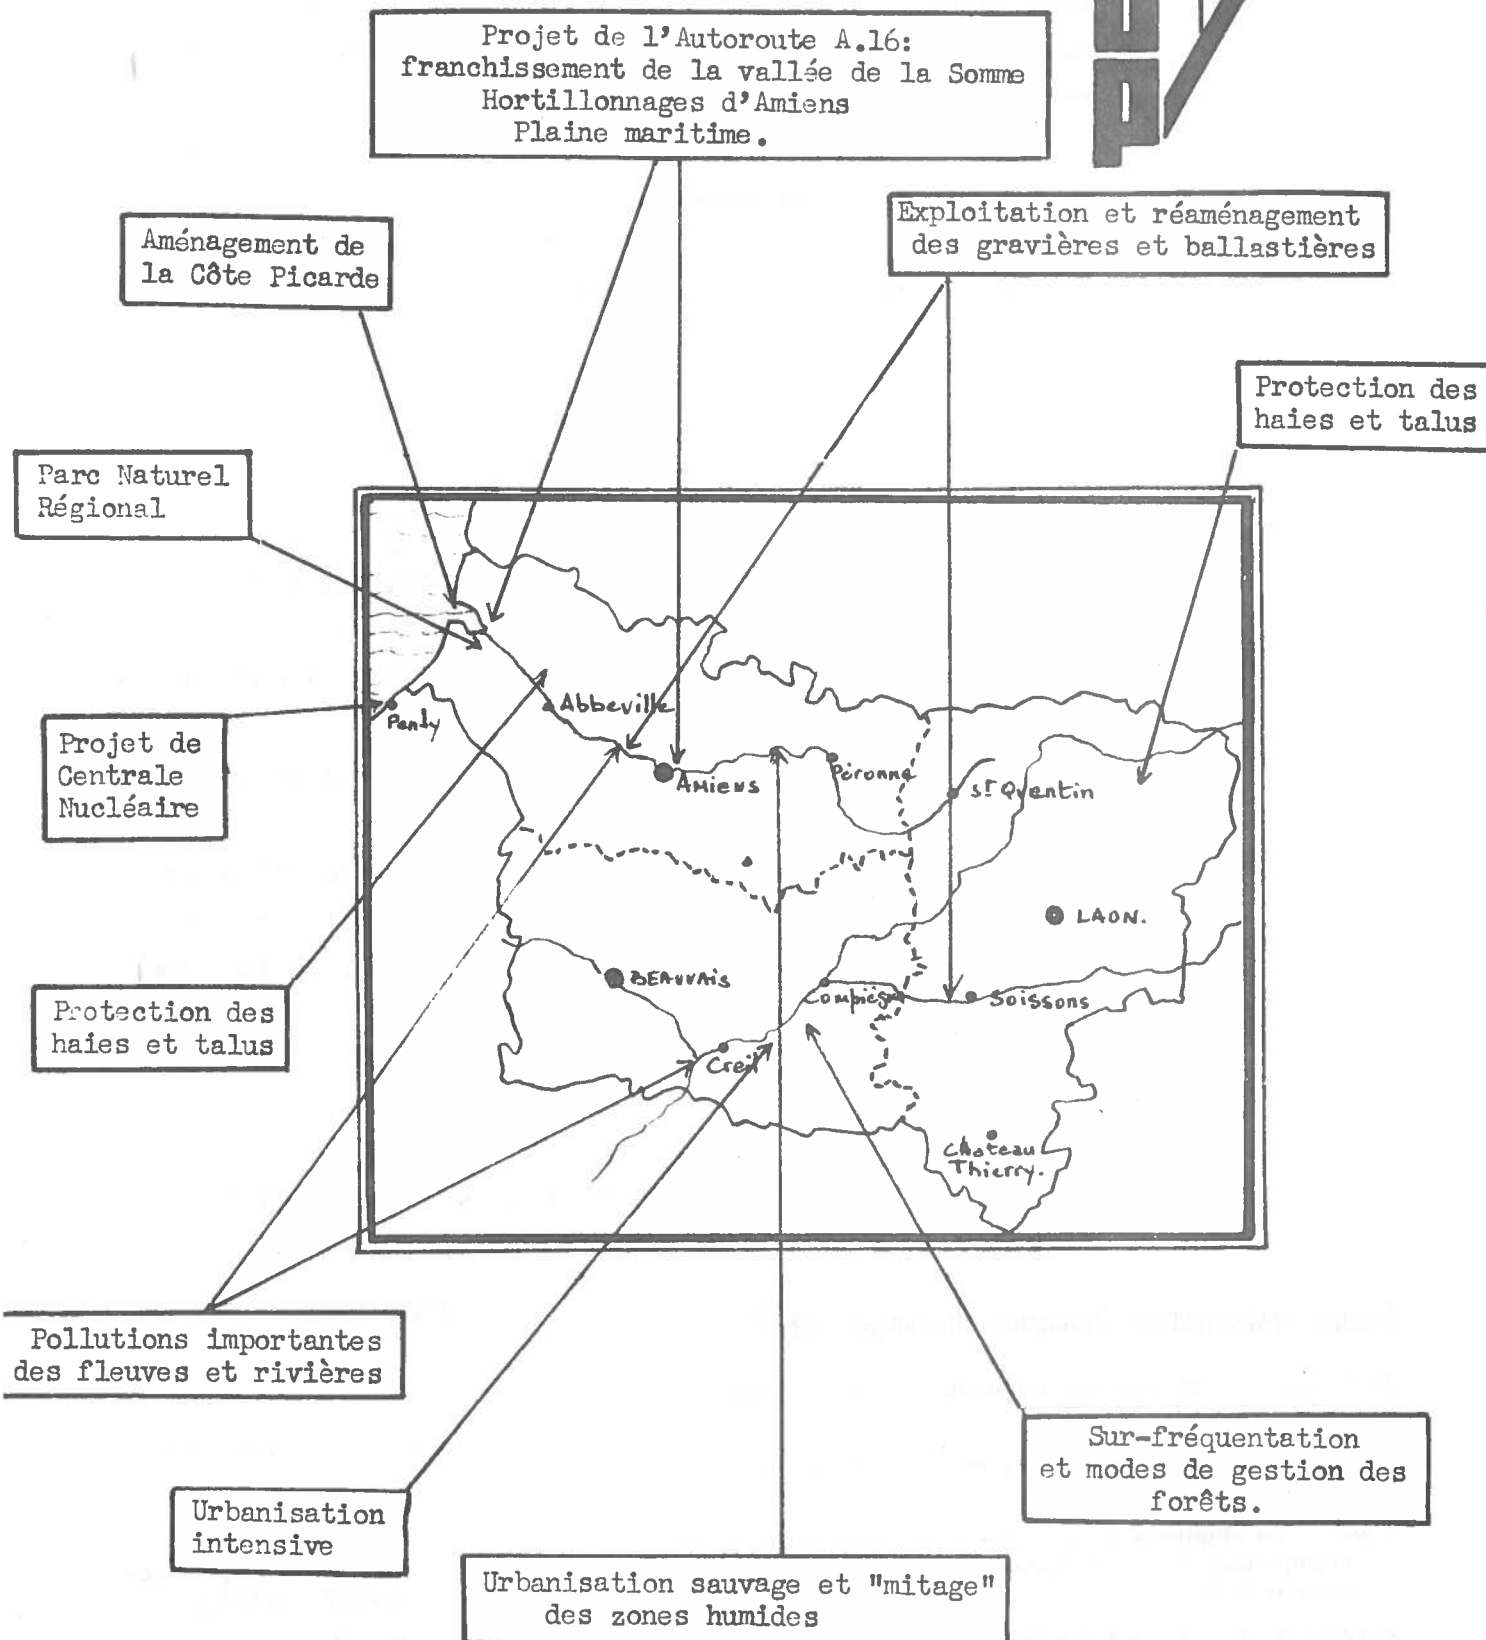 Projet de l'Autoroute A.16:
franchissement de la vallée de la Somme
Hortillonnages d'Amiens
Plaine maritime.
Aménagement de
la Côte Picarde
Exploitation et réaménagement
des gravières et ballastières
Protection des
haies et talus
Parc Naturel
Régional
Projet de
Centrale
Nucléaire
Penly
Abbeville
AMIENS
Péronne
St Quentin
LAON.
BEAUVAIS
Compiègne
Soissons
Creil
Chateau
Thierry.
Protection des
haies et talus
Pollutions importantes
des fleuves et rivières
Sur-fréquentation
et modes de gestion des
forêts.
Urbanisation
intensive
Urbanisation sauvage et "mitage"
des zones humides